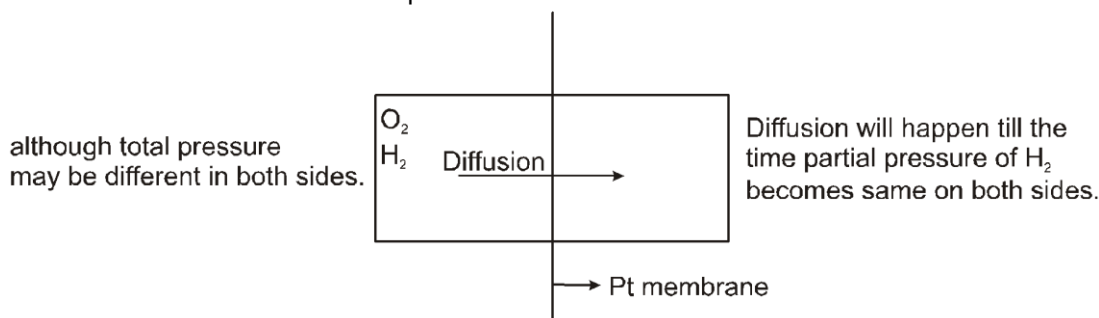 although total pressure
may be different in both sides.
O₂
H₂
Diffusion
Diffusion will happen till the
time partial pressure of H₂
becomes same on both sides.
Pt membrane